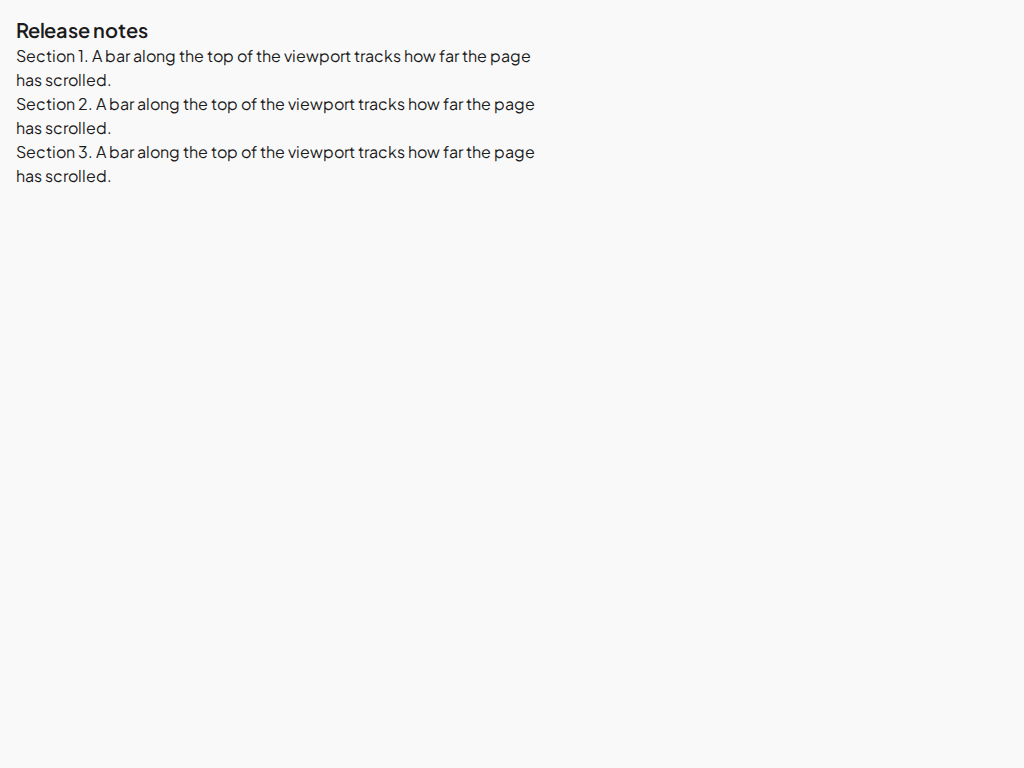 Release notes
Section 1. A bar along the top of the viewport tracks how far the page
has scrolled.
Section 2. A bar along the top of the viewport tracks how far the page
has scrolled.
Section 3. A bar along the top of the viewport tracks how far the page
has scrolled.